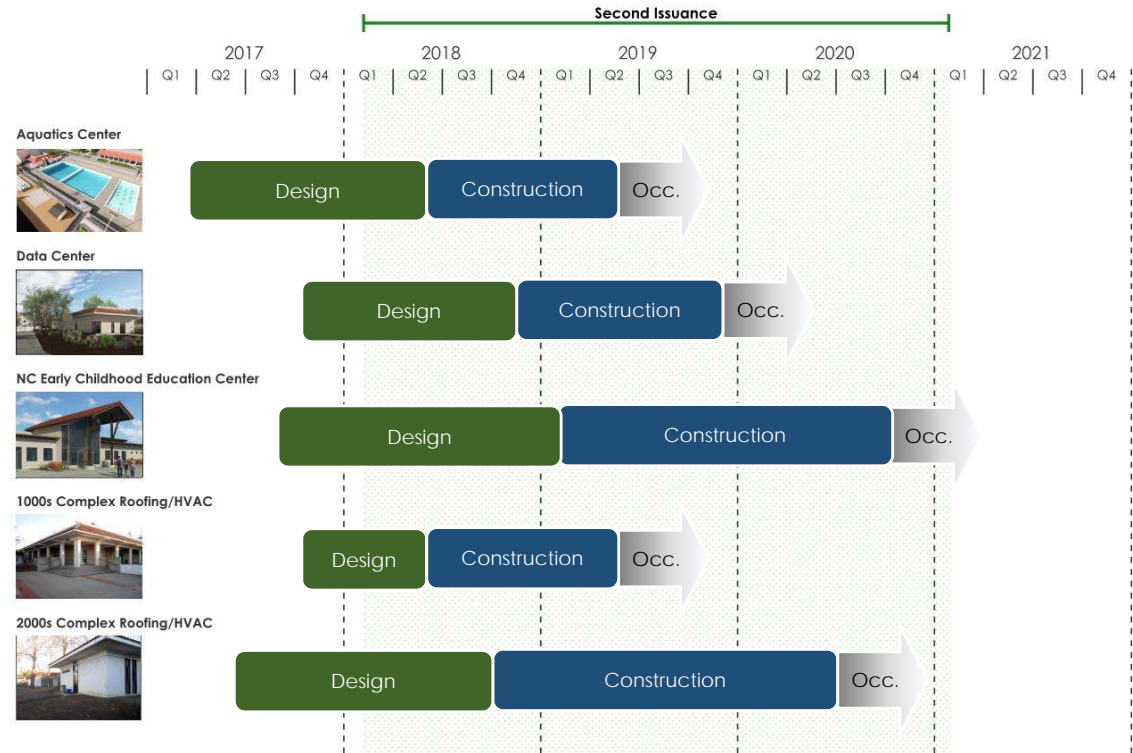 Second Issuance
2017 2018 2019 2020 2021
Q1 Q2 Q3 Q4 Q1 Q2 Q3 Q4 Q1 Q2 Q3 Q4 Q1 Q2 Q3 Q4 Q1 Q2 Q3 Q4
Aquatics Center
Design Construction Occ.
Data Center
Design Construction Occ.
NC Early Childhood Education Center
Design Construction Occ.
1000s Complex Roofing/HVAC
Design Construction Occ.
2000s Complex Roofing/HVAC
Design Construction Occ.